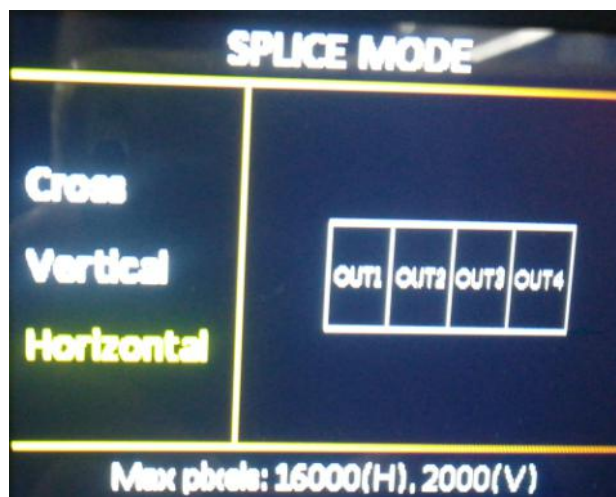 SPLICE MODE
Cross
Vertical
Horizontal
OUT1 OUT2 OUT3 OUT4
Max pixels: 16000(H), 2000(V)